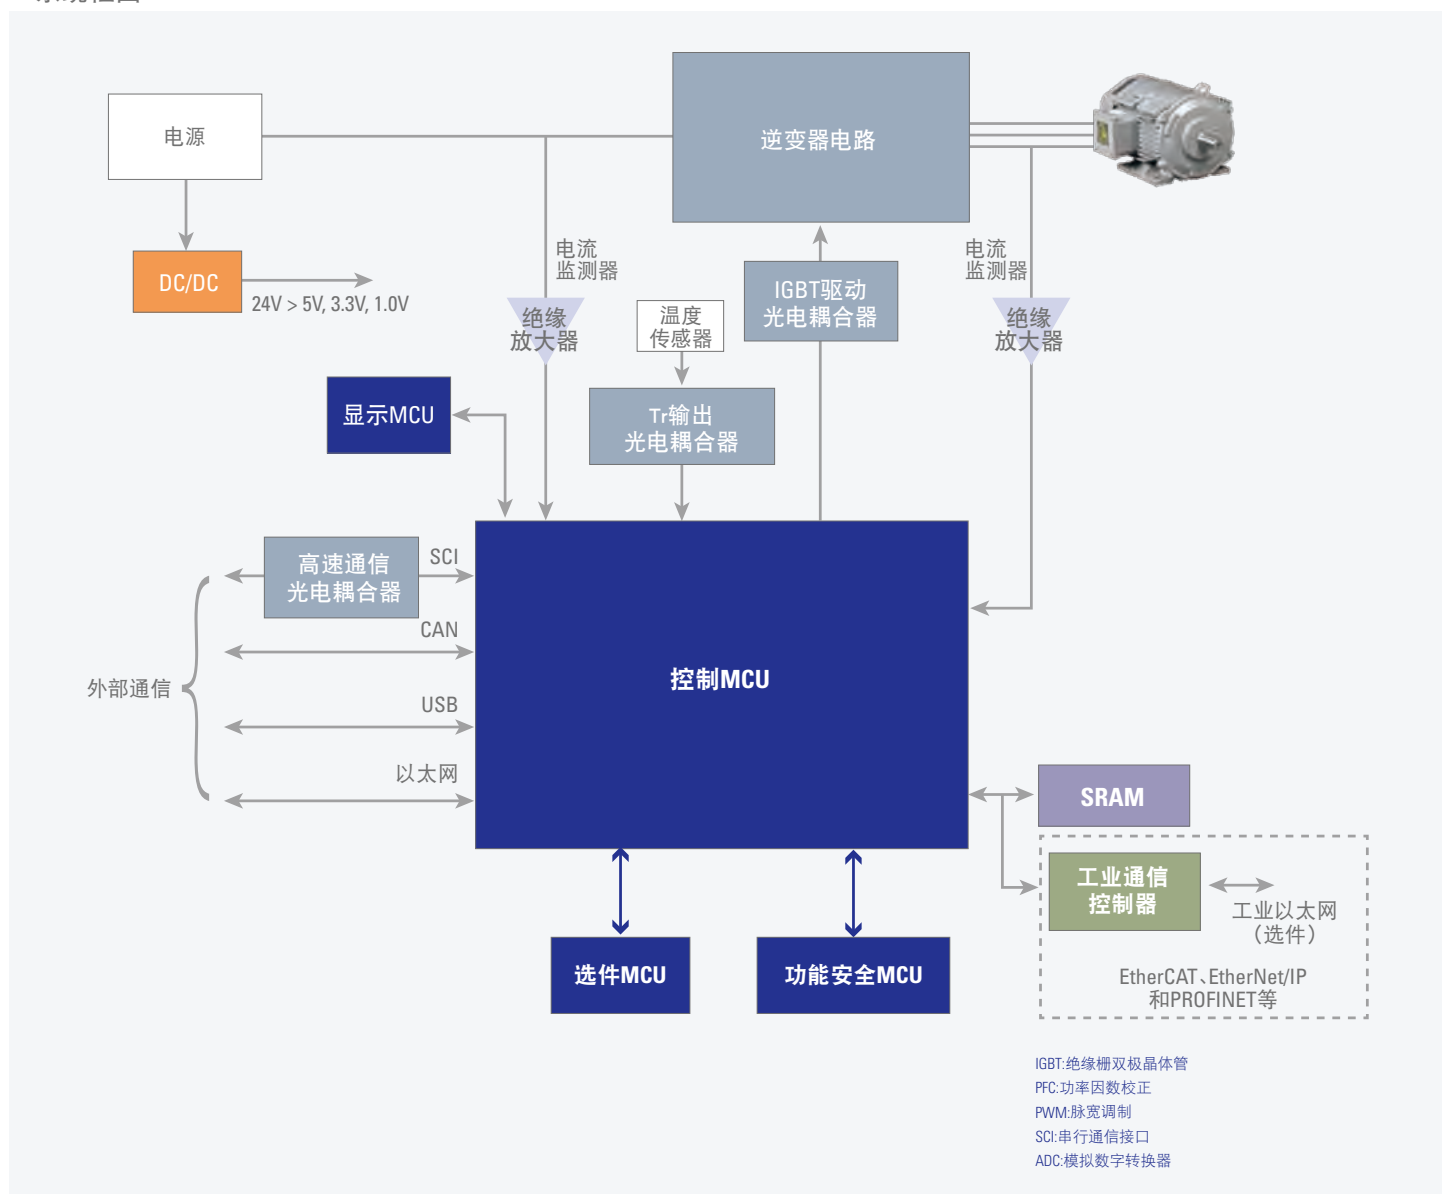 电源
逆变器电路
DC/DC
24V > 5V, 3.3V, 1.0V
电流
监测器
绝缘
放大器
温度
传感器
IGBT驱动
光电耦合器
电流
监测器
绝缘
放大器
显示MCU
Tr输出
光电耦合器
高速通信
光电耦合器
SCI
CAN
外部通信
USB
以太网
控制MCU
SRAM
工业通信
控制器
工业以太网
（选件）
EtherCAT、EtherNet/IP
和PROFINET等
选件MCU
功能安全MCU
IGBT:绝缘栅双极晶体管
PFC:功率因数校正
PWM:脉宽调制
SCI:串行通信接口
ADC:模拟数字转换器